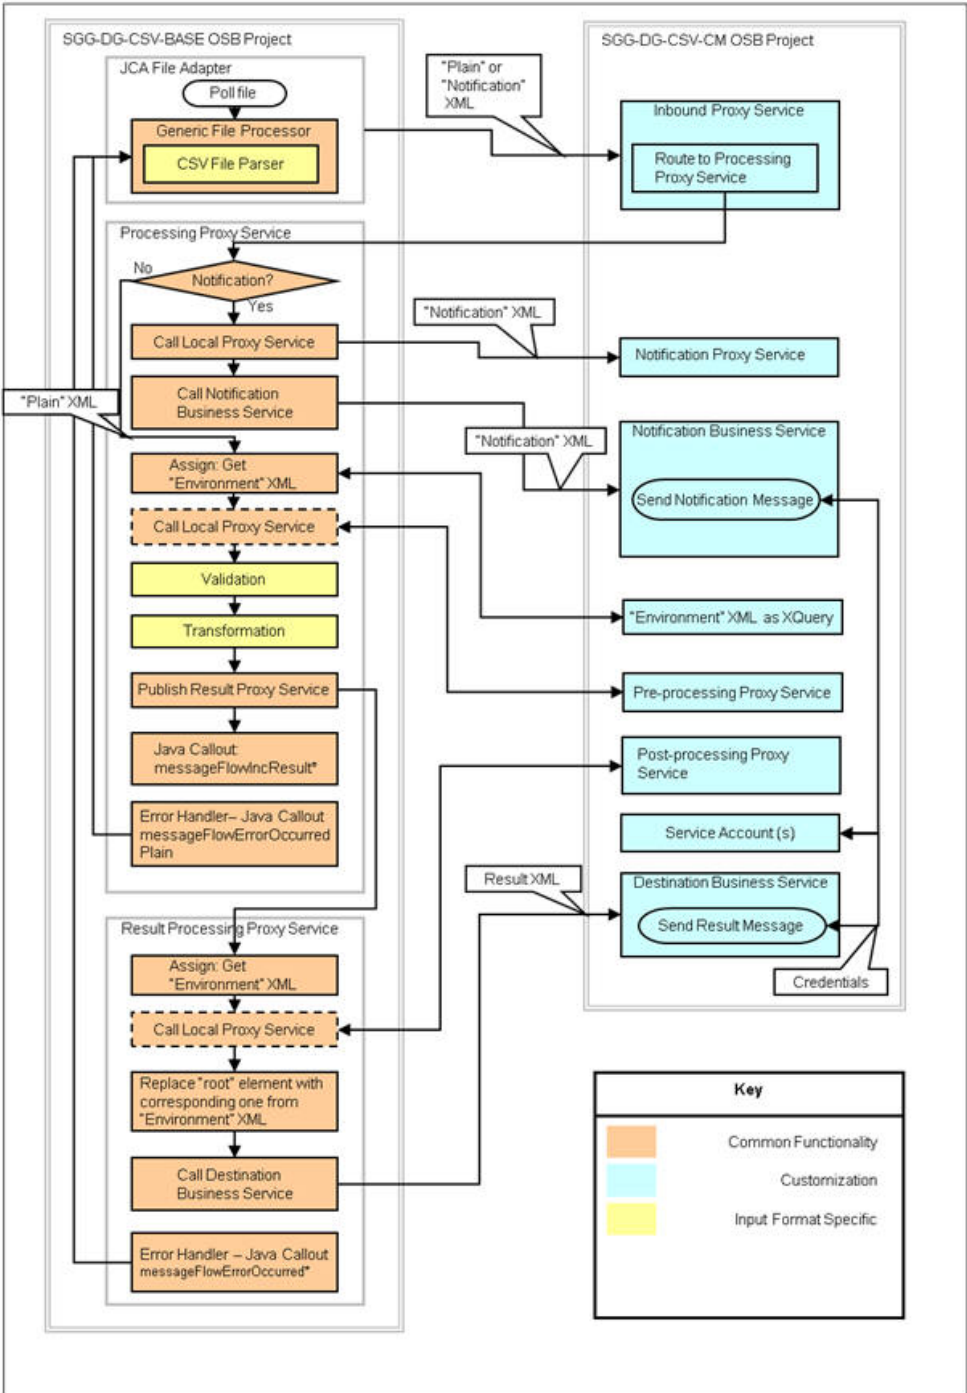 SGG-DG-CSV-BASE OSB Project
JCA File Adapter
Poll file
Generic File Processor
CSV File Parser
"Plain" or
"Notification"
XML
SGG-DG-CSV-CM OSB Project
Inbound Proxy Service
Route to Processing
Proxy Service
Processing Proxy Service
No
Notification?
Yes
"Notification" XML
Call Local Proxy Service
Notification Proxy Service
"Plain" XML
Call Notification
Business Service
"Notification" XML
Notification Business Service
Send Notification Message
Assign: Get
"Environment" XML
Call Local Proxy Service
Validation
Transformation
"Environment" XML as XQuery
Publish Result Proxy Service
Pre-processing Proxy Service
Java Callout:
messageFlowIncResult*
Post-processing Proxy
Service
Error Handler– Java Callout
messageFlowErrorOccurred
Plain
Service Account (s)
Result XML
Destination Business Service
Send Result Message
Credentials
Result Processing Proxy Service
Assign: Get
"Environment" XML
Call Local Proxy Service
Replace "root" element with
corresponding one from
"Environment" XML
Call Destination
Business Service
Error Handler – Java Callout
messageFlowErrorOccurred*
Key
Common Functionality
Customization
Input Format Specific